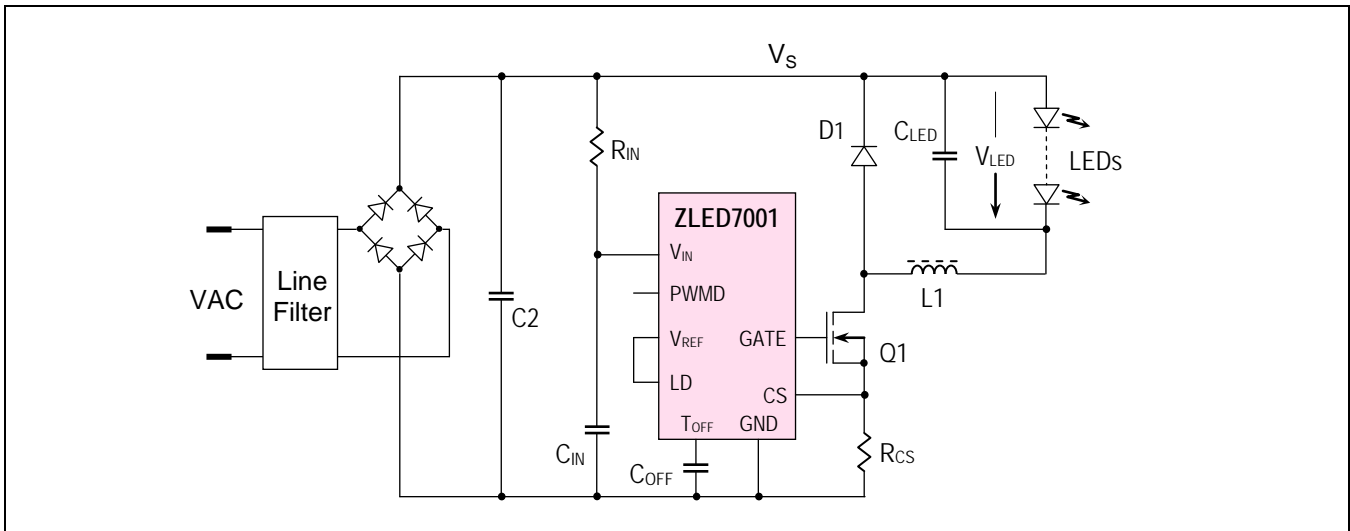 VS
D1
CLED
VLED
LEDs
RIN
ZLED7001
VIN
PWMD
VREF
GATE
LD
CS
TOFF
GND
L1
Q1
Line
Filter
VAC
C2
CIN
COFF
RCS